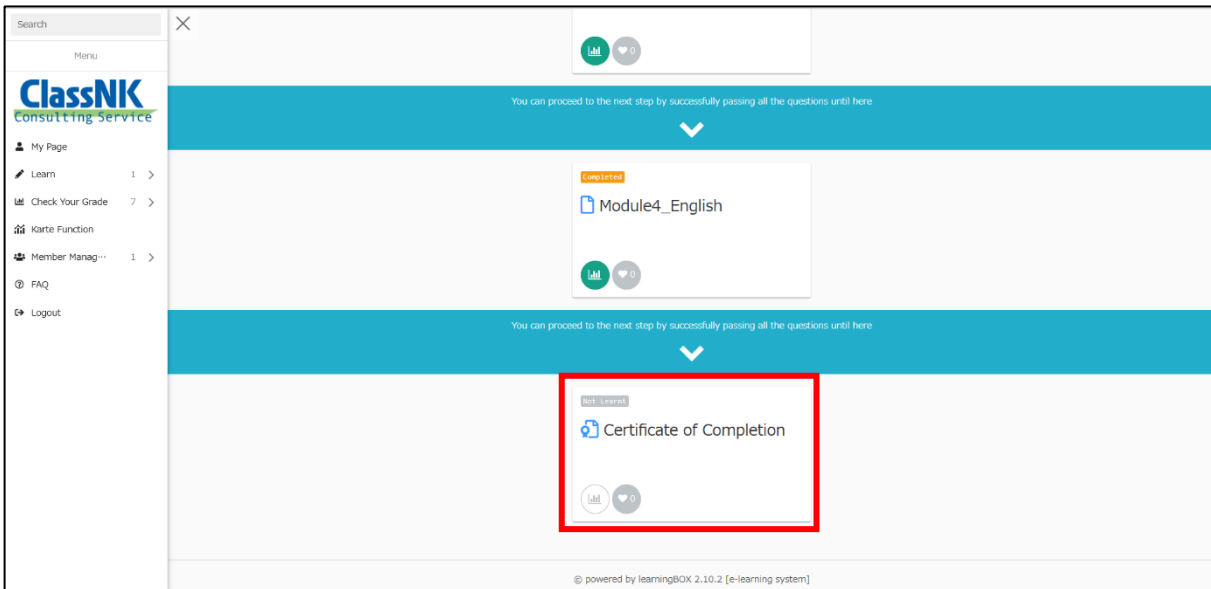 Search
Menu
ClassNK
Consulting Service
My Page
Learn 1
Check Your Grade 7
Karte Function
Member Manag··· 1
FAQ
Logout
0
You can proceed to the next step by successfully passing all the questions until here
Completed
Module4_English
0
You can proceed to the next step by successfully passing all the questions until here
Not Learnt
Certificate of Completion
0
© powered by learningBOX 2.10.2 [e-learning system]